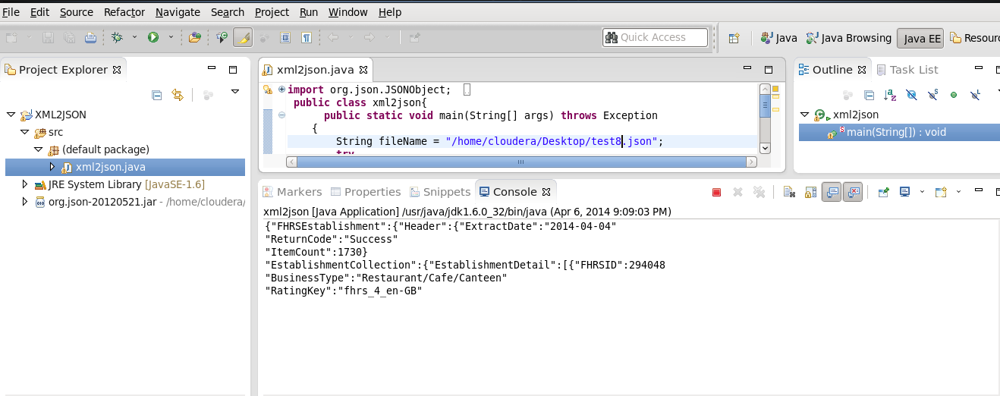 File Edit Source Refactor Navigate Search Project Run Window Help
Quick Access
Java Java Browsing Java EE Resour
Project Explorer
XML2JSON
src
(default package)
xml2json.java
JRE System Library [JavaSE-1.6]
org.json-20120521.jar - /home/cloudera/
xml2json.java
import org.json.JSONObject;
public class xml2json{
public static void main(String[] args) throws Exception
{
String fileName = "/home/cloudera/Desktop/test8.json";
try
Outline Task List
xml2json
main(String[]) : void
Markers Properties Snippets Console
xml2json [Java Application] /usr/java/jdk1.6.0_32/bin/java (Apr 6, 2014 9:09:03 PM)
{"FHRSEstablishment":{"Header":{"ExtractDate":"2014-04-04"
"ReturnCode":"Success"
"ItemCount":1730}
"EstablishmentCollection":{"EstablishmentDetail":[{"FHRSID":294048
"BusinessType":"Restaurant/Cafe/Canteen"
"RatingKey":"fhrs_4_en-GB"